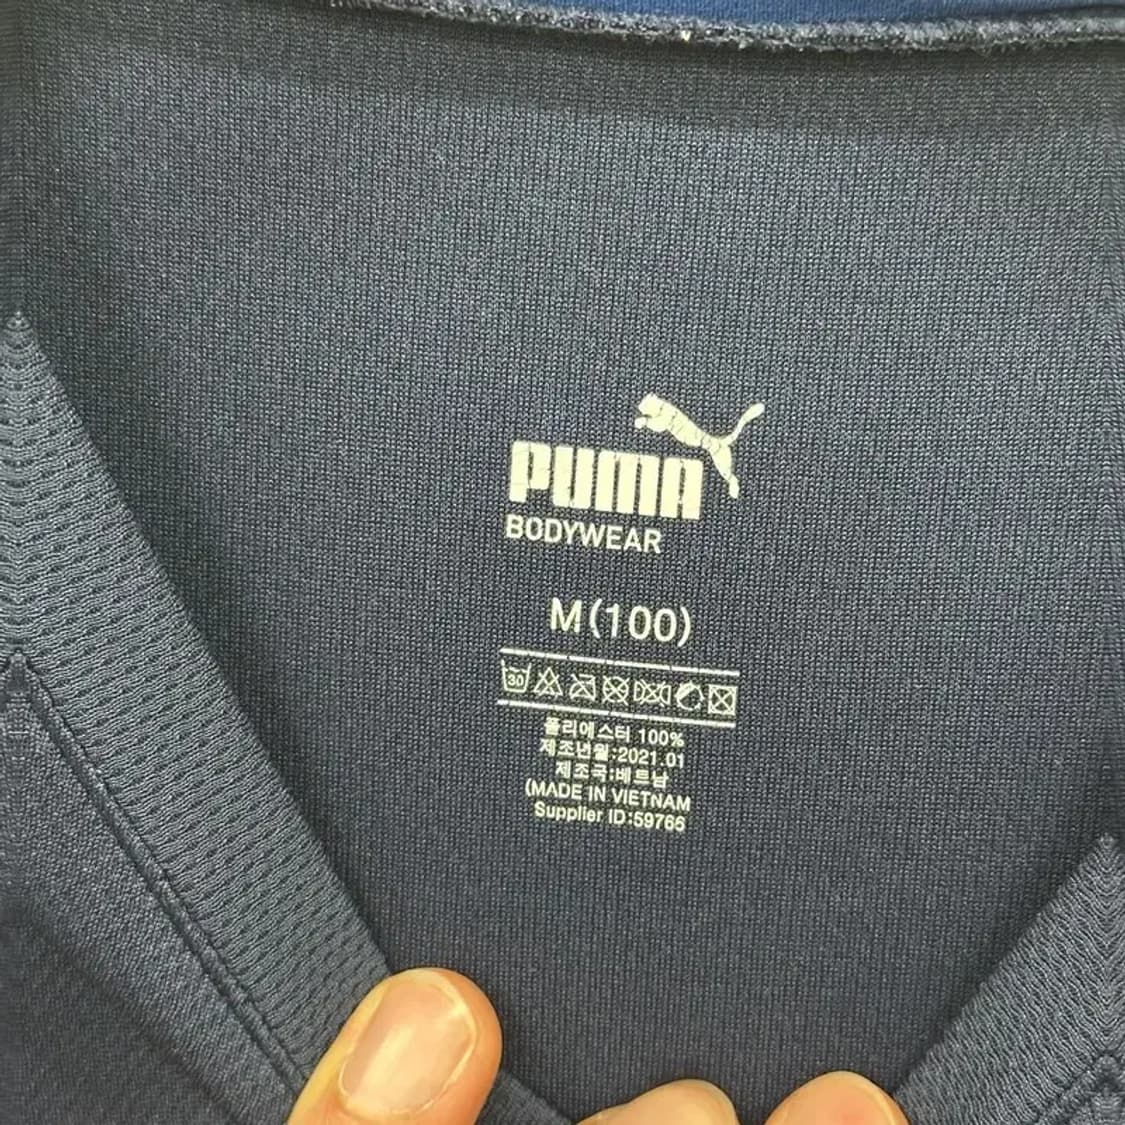 PUMA
BODYWEAR
M(100)
30
폴리에스터 100%
제조년월:2021.01
제조국:베트남
(MADE IN VIETNAM
Supplier ID:59766